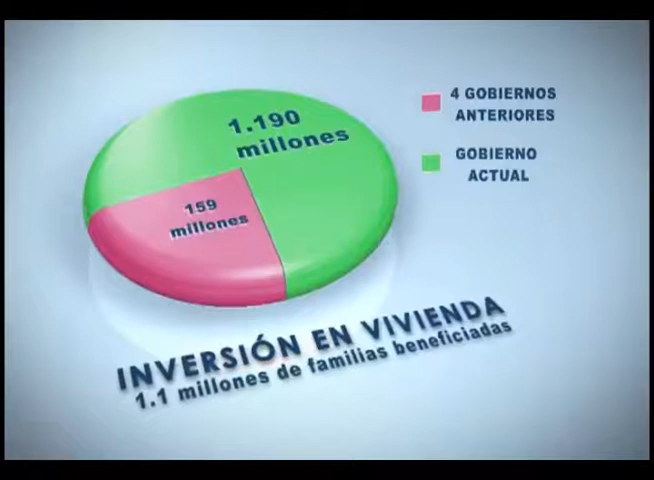 1.190
millones
159
millones
4 GOBIERNOS
ANTERIORES
GOBIERNO
ACTUAL
INVERSIÓN EN VIVIENDA
1.1 millones de familias beneficiadas